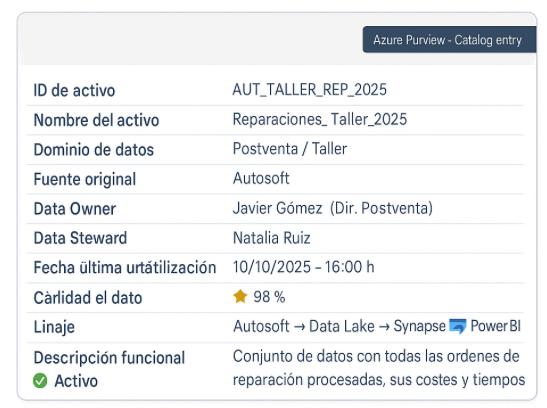 Azure Purview - Catalog entry
ID de activo AUT_TALLER_REP_2025
Nombre del activo Reparaciones_ Taller_2025
Dominio de datos Postventa / Taller
Fuente original Autosoft
Data Owner Javier Gómez (Dir. Postventa)
Data Steward Natalia Ruiz
Fecha ültima urtátilización 10/10/2025 – 16:00 h
Càrlidad el dato 98 %
Linaje Autosoft → Data Lake → Synapse Power BI
Descripción funcional Conjunto de datos con todas las ordenes de
Activo reparación procesadas, sus costes y tiempos